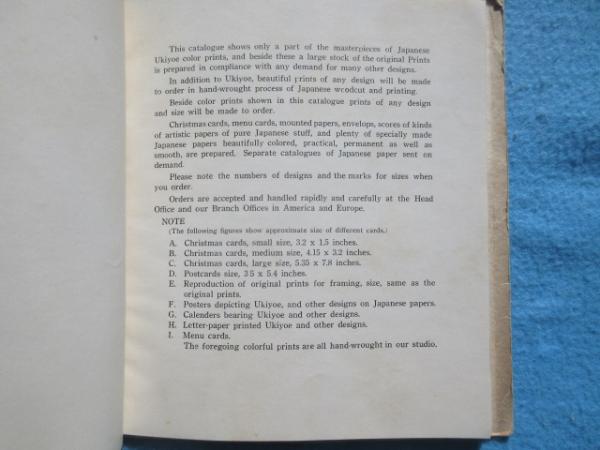 This catalogue shows only a part of the masterpieces of Japanese
Ukiyoe color prints, and beside these a large stock of the original Prints
is prepared in compliance with any demand for many other designs.
In addition to Ukiyoe, beautiful prints of any design will be made
to order in hand-wrought process of Japanese wcodcut and printing.
Beside color prints shown in this catalogue prints of any design
and size will be made to order.
Christmas cards, menu cards, mounted papers, envelops, scores of kinds
of artistic papers of pure Japanese stuff, and plenty of specially made
Japanese papers beautifully colored, practical, permanent as well as
smooth, are prepared. Separate catalogues of Japanese paper sent on
demand.
Please note the numbers of designs and the marks for sizes when
you order.
Orders are accepted and handled rapidly and carefully at the Head
Office and our Branch Offices in America and Europe.
NOTE
(The following figures show approximate size of different cards.)
A. Christmas cards, small size, 3.2 x 1.5 inches.
B. Christmas cards, medium size, 4.15 x 3.2 inches.
C. Christmas cards, large size, 5.35 x 7.8 inches.
D. Postcards size, 3 5 x 5.4 inches.
E. Reproduction of original prints for framing, size, same as the
original prints.
F. Posters depicting Ukiyoe, and other designs on Japanese papers.
G. Calenders bearing Ukiyoe and other designs.
H. Letter-paper printed Ukiyoe and other designs.
I. Menu cards.
The foregoing colorful prints are all hand-wrought in our studio.